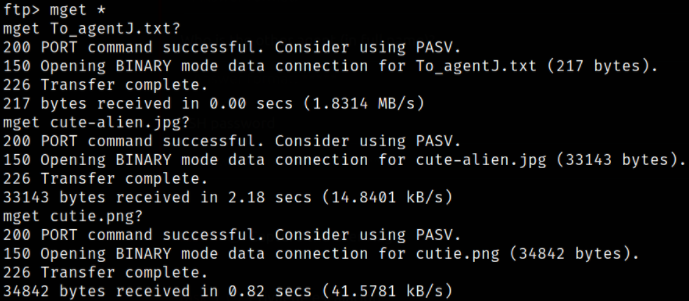 ftp> mget *
mget To_agentJ.txt?
200 PORT command successful. Consider using PASV.
150 Opening BINARY mode data connection for To_agentJ.txt (217 bytes).
226 Transfer complete.
217 bytes received in 0.00 secs (1.8314 MB/s)
mget cute-alien.jpg?
200 PORT command successful. Consider using PASV.
150 Opening BINARY mode data connection for cute-alien.jpg (33143 bytes).
226 Transfer complete.
33143 bytes received in 2.18 secs (14.8401 kB/s)
mget cutie.png?
200 PORT command successful. Consider using PASV.
150 Opening BINARY mode data connection for cutie.png (34842 bytes).
226 Transfer complete.
34842 bytes received in 0.82 secs (41.5781 kB/s)